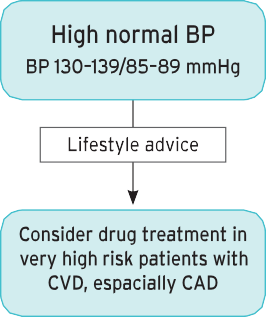 High normal BP
BP 130–139/85–89 mmHg
Lifestyle advice
Consider drug treatment in
very high risk patients with
CVD, espacially CAD